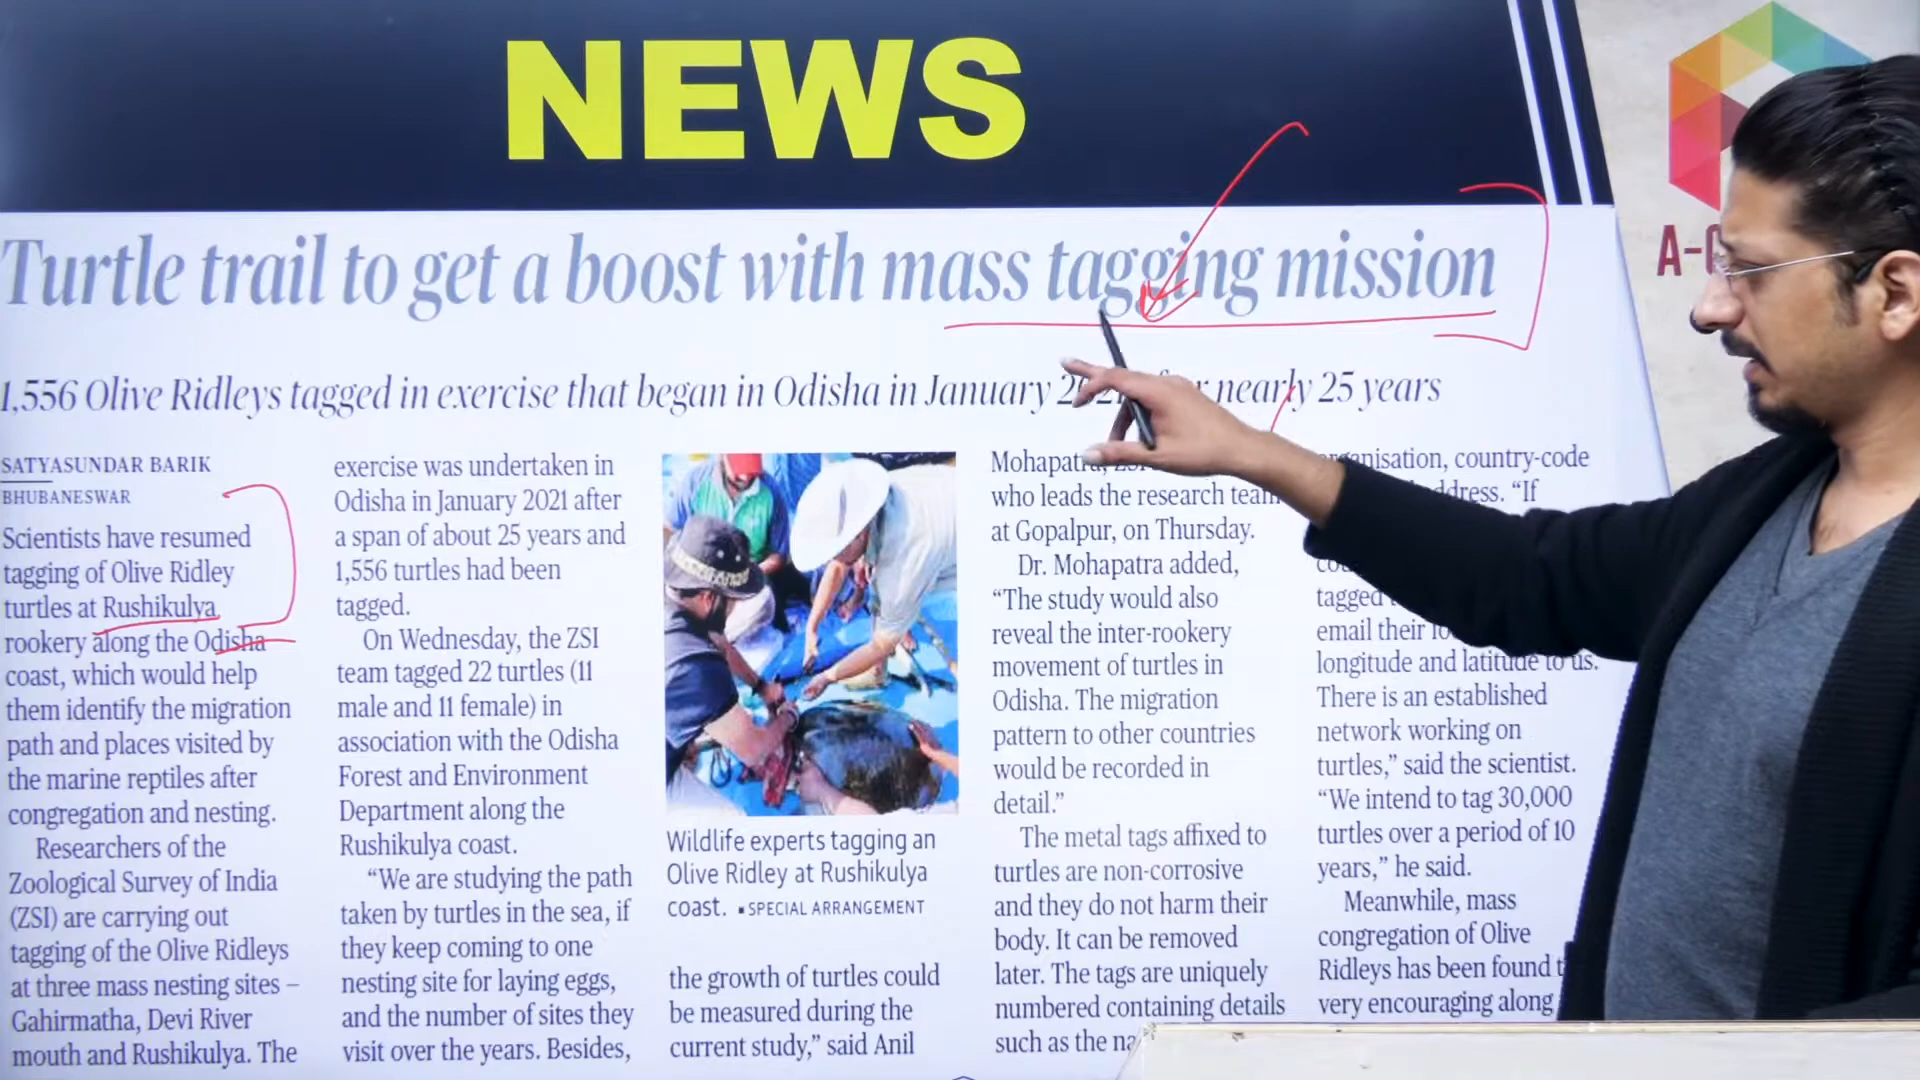 NEWS
Turtle trail to get a boost with mass tagging mission
1,556 Olive Ridleys tagged in exercise that began in Odisha in January nearly 25 years
SATYASUNDAR BARIK
BHUBANESWAR
Scientists have resumed
tagging of Olive Ridley
turtles at Rushikulya
rookery along the Odisha
coast, which would help
them identify the migration
path and places visited by
the marine reptiles after
congregation and nesting.
Researchers of the
Zoological Survey of India
(ZSI) are carrying out
tagging of the Olive Ridleys
at three mass nesting sites –
Gahirmatha, Devi River
mouth and Rushikulya. The
exercise was undertaken in
Odisha in January 2021 after
a span of about 25 years and
1,556 turtles had been
tagged.
On Wednesday, the ZSI
team tagged 22 turtles (11
male and 11 female) in
association with the Odisha
Forest and Environment
Department along the
Rushikulya coast.
“We are studying the path
taken by turtles in the sea, if
they keep coming to one
nesting site for laying eggs,
and the number of sites they
visit over the years. Besides,
Wildlife experts tagging an
Olive Ridley at Rushikulya
coast. ▪SPECIAL ARRANGEMENT
the growth of turtles could
be measured during the
current study,” said Anil
Mohapatra,
who leads the research team
at Gopalpur, on Thursday.
Dr. Mohapatra added,
“The study would also
reveal the inter-rookery
movement of turtles in
Odisha. The migration
pattern to other countries
would be recorded in
detail.”
The metal tags affixed to
turtles are non-corrosive
and they do not harm their
body. It can be removed
later. The tags are uniquely
numbered containing details
such as the
organisation, country-code
“If
tagged
email their
longitude and latitude to us.
There is an established
network working on
turtles,” said the scientist.
“We intend to tag 30,000
turtles over a period of 10
years,” he said.
Meanwhile, mass
congregation of Olive
Ridleys has been found
very encouraging along